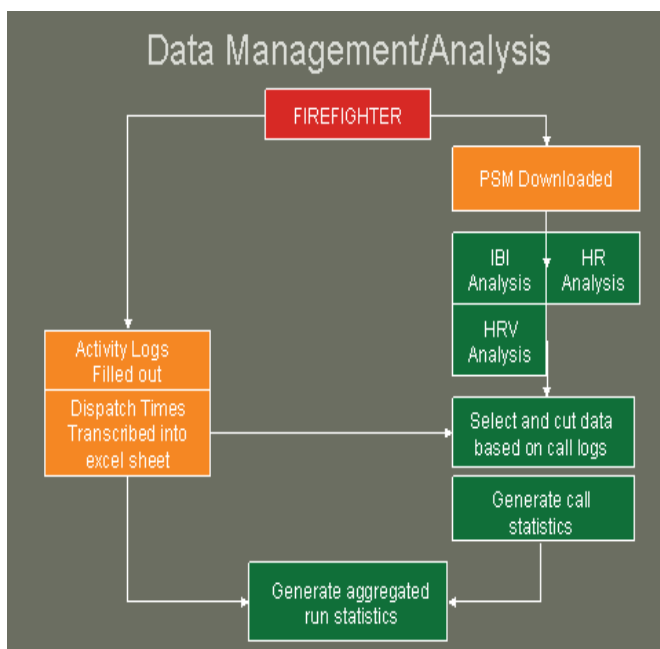 Data Management/Analysis
FIREFIGHTER
PSM Downloaded
IBI
Analysis
HR
Analysis
HRV
Analysis
Activity Logs
Filled out
Dispatch Times
Transcribed into
excel sheet
Select and cut data
based on call logs
Generate call
statistics
Generate aggregated
run statistics